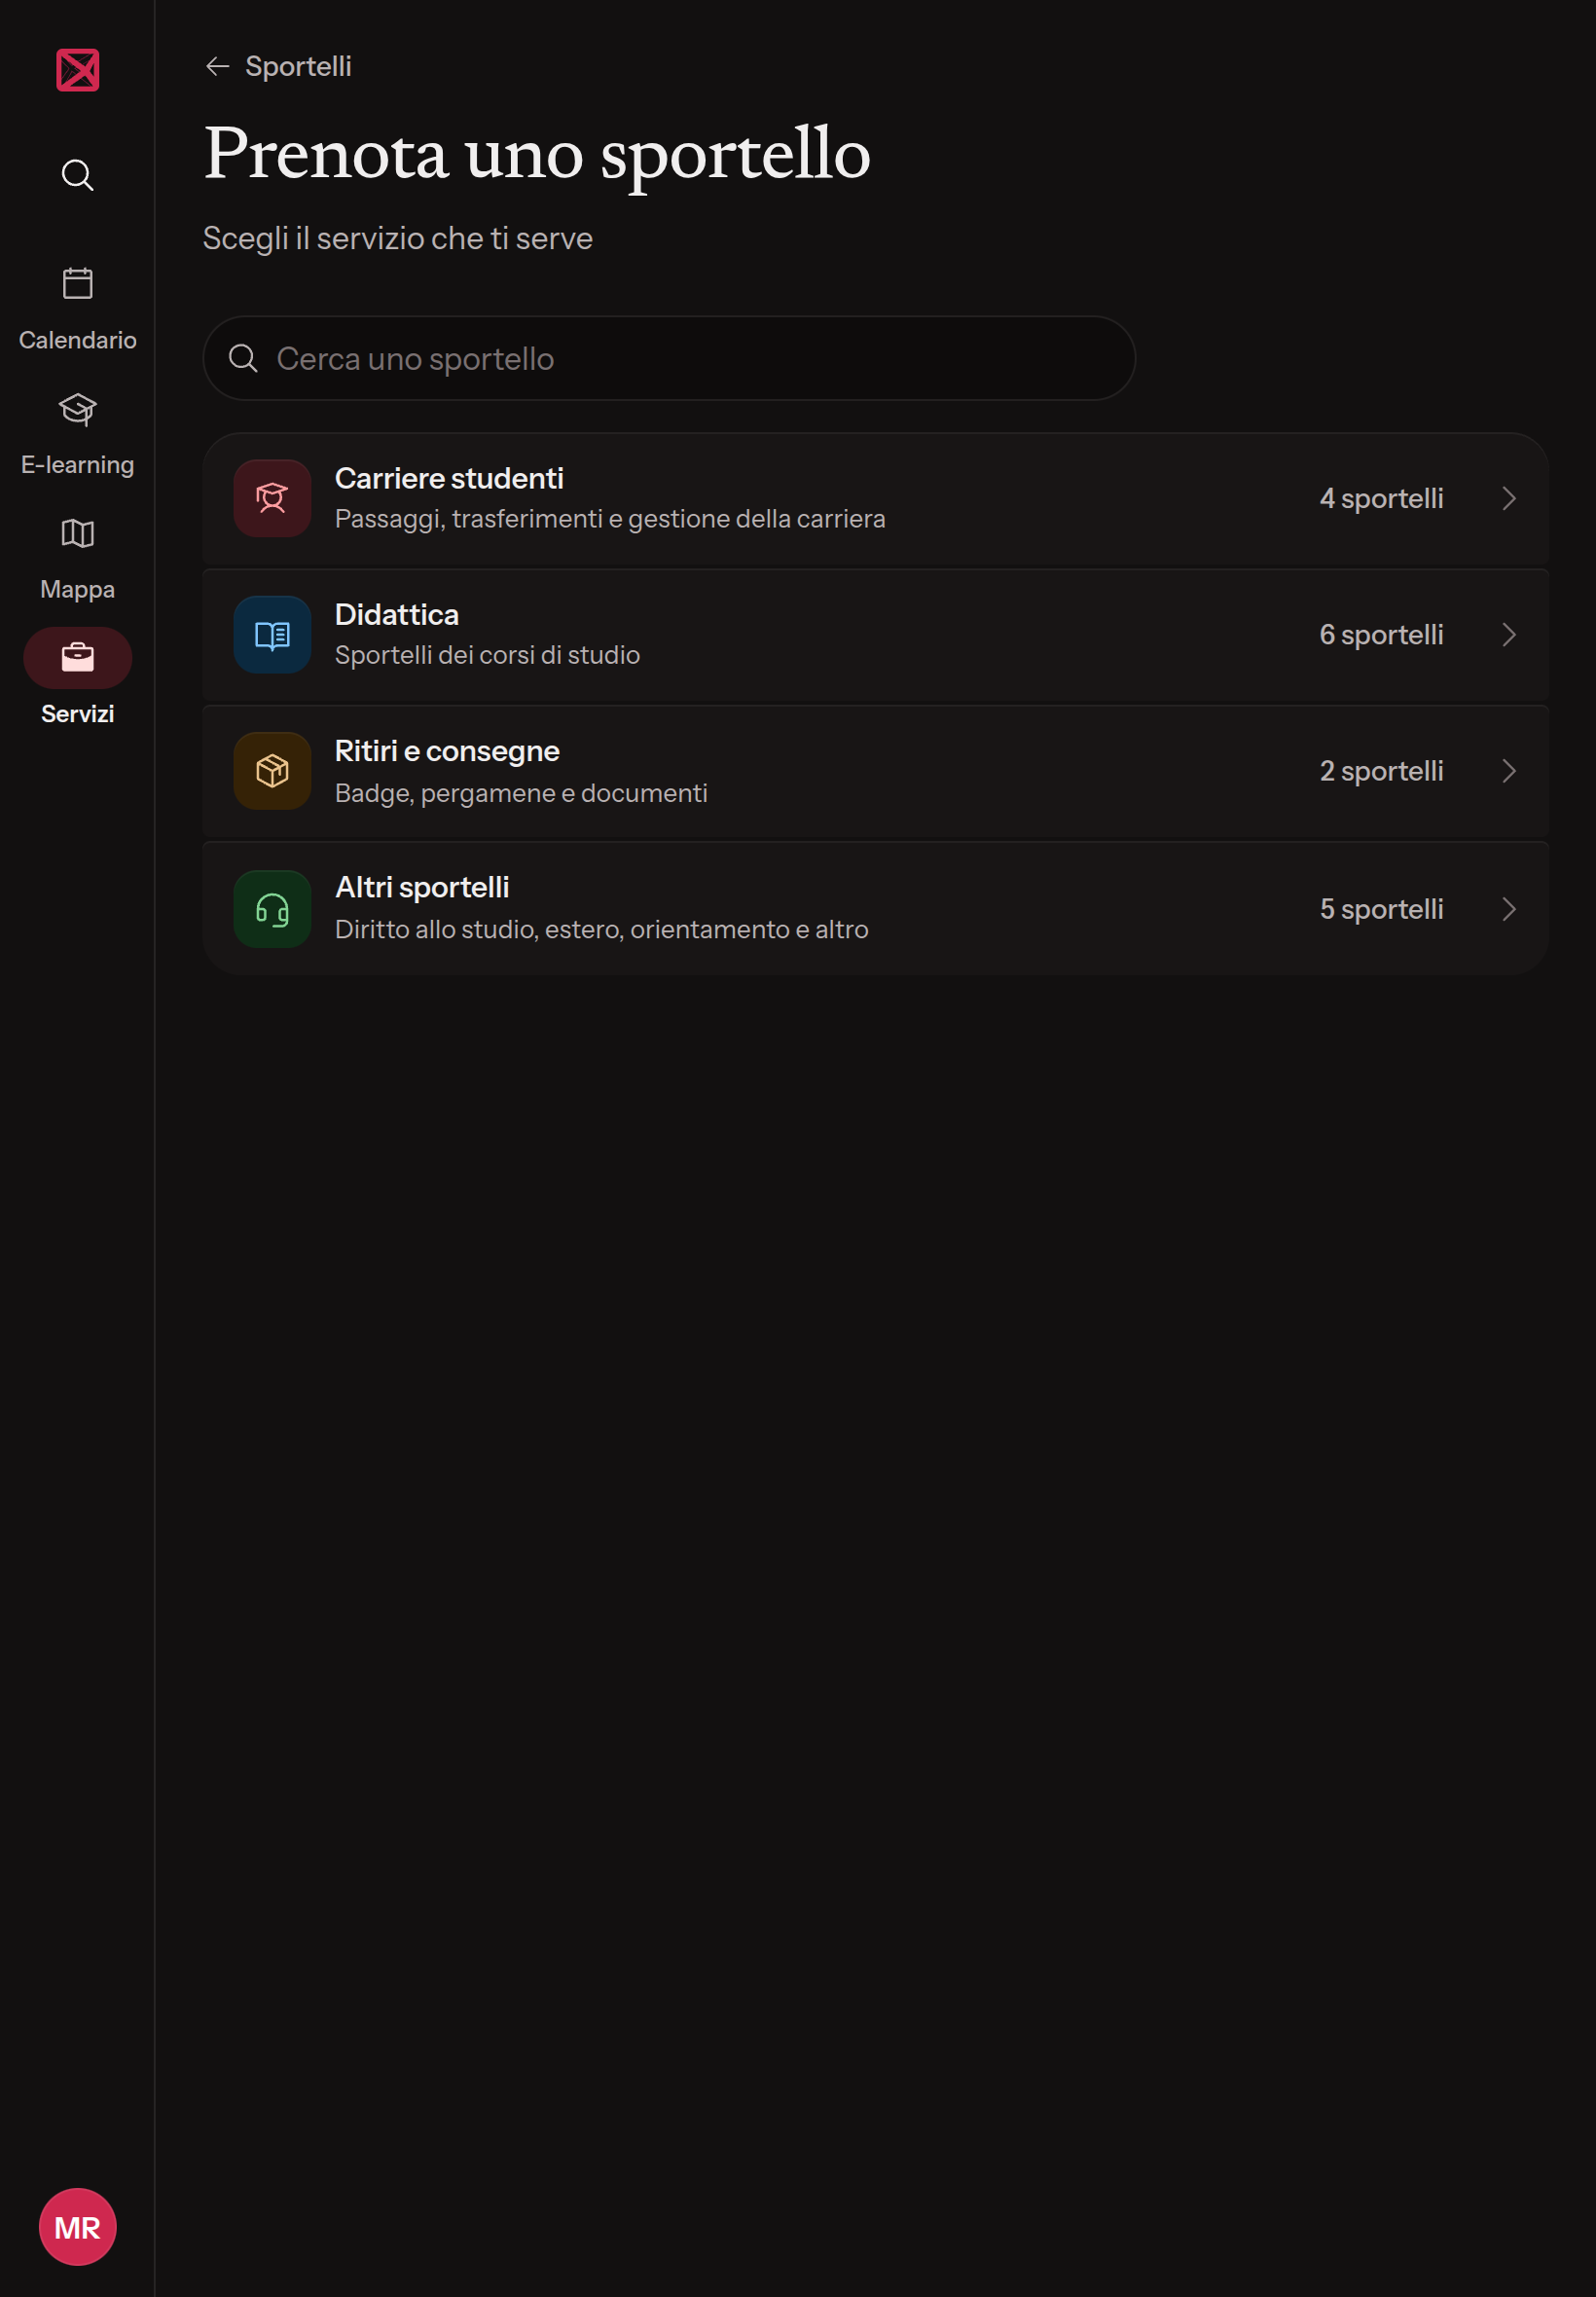 Sportelli
Prenota uno sportello
Scegli il servizio che ti serve
Cerca uno sportello
Calendario
E-learning
Mappa
Servizi
Carriere studenti
Passaggi, trasferimenti e gestione della carriera
4 sportelli
Didattica
Sportelli dei corsi di studio
6 sportelli
Ritiri e consegne
Badge, pergamene e documenti
2 sportelli
Altri sportelli
Diritto allo studio, estero, orientamento e altro
5 sportelli
MR